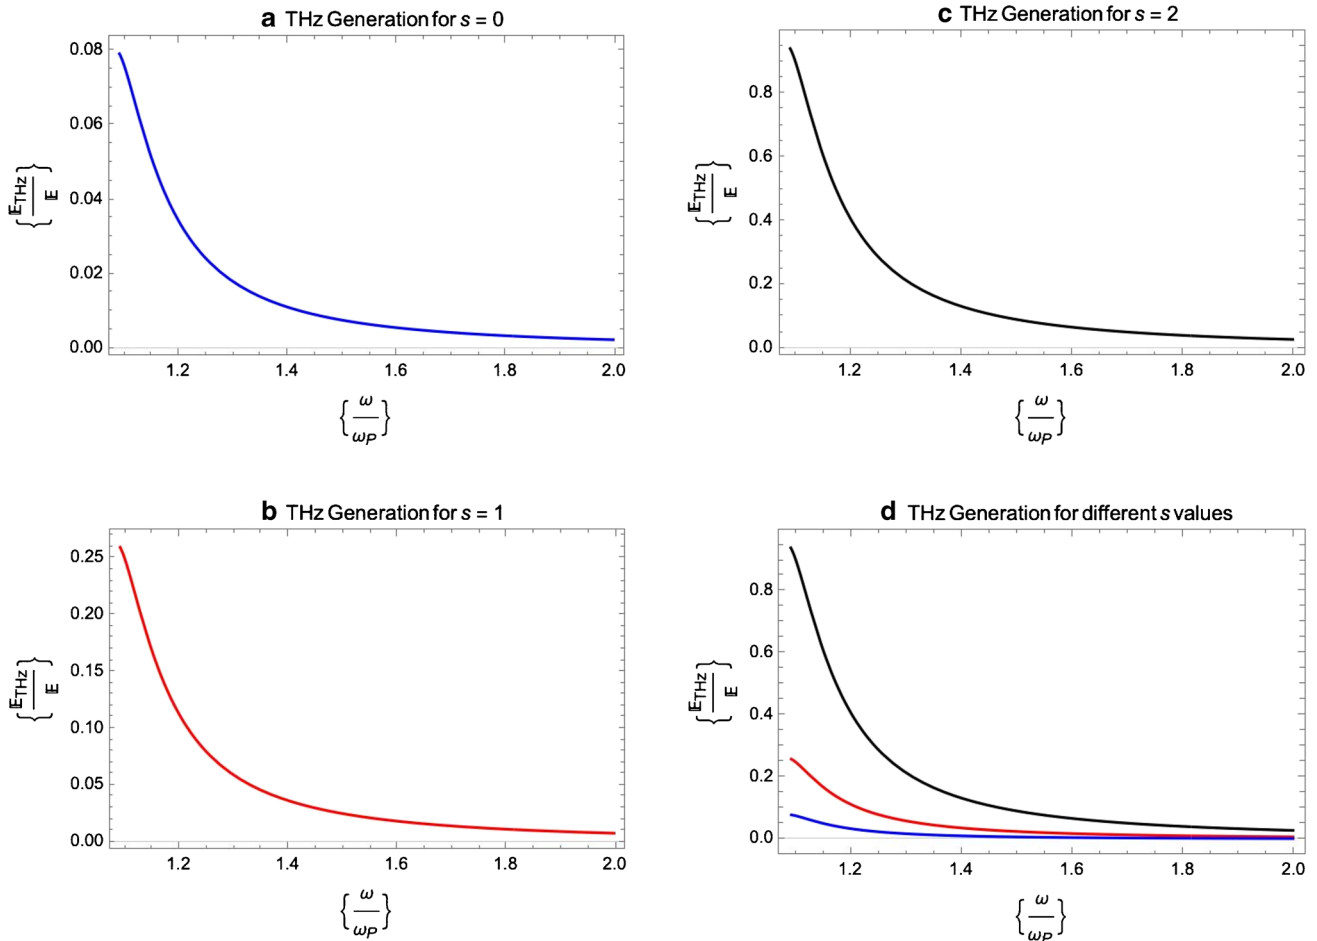 a THz Generation for s = 0
0.08
0.06
0.04
0.02
0.00
{E_THz/E}
1.2 1.4 1.6 1.8 2.0
{ω/ω_P}
c THz Generation for s = 2
0.8
0.6
0.4
0.2
0.0
{E_THz/E}
1.2 1.4 1.6 1.8 2.0
{ω/ω_P}
b THz Generation for s = 1
0.25
0.20
0.15
0.10
0.05
0.00
{E_THz/E}
1.2 1.4 1.6 1.8 2.0
{ω/ω_P}
d THz Generation for different s values
0.8
0.6
0.4
0.2
0.0
{E_THz/E}
1.2 1.4 1.6 1.8 2.0
{ω/ω_P}